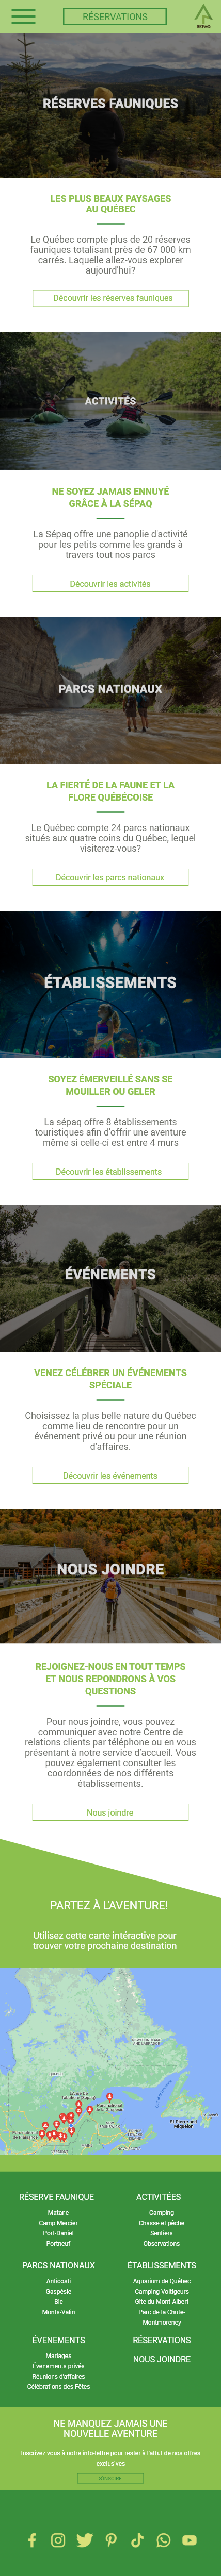 RÉSERVATIONS
SÉPAQ
RÉSERVES FAUNIQUES
LES PLUS BEAUX PAYSAGES
AU QUÉBEC
Le Québec compte plus de 20 réserves
fauniques totalisant près de 67 000 km
carrés. Laquelle allez-vous explorer
aujourd'hui?
Découvrir les réserves fauniques
ACTIVITÉS
NE SOYEZ JAMAIS ENNUYÉ
GRÂCE À LA SÉPAQ
La Sépaq offre une panoplie d'activité
pour les petits comme les grands à
travers tout nos parcs
Découvrir les activités
PARCS NATIONAUX
LA FIERTÉ DE LA FAUNE ET LA
FLORE QUÉBÉCOISE
Le Québec compte 24 parcs nationaux
situés aux quatre coins du Québec, lequel
visiterez-vous?
Découvrir les parcs nationaux
ÉTABLISSEMENTS
SOYEZ ÉMERVEILLÉ SANS SE
MOUILLER OU GELER
La sépaq offre 8 établissements
touristiques afin d'offrir une aventure
même si celle-ci est entre 4 murs
Découvrir les établissements
ÉVÉNEMENTS
VENEZ CÉLÉBRER UN ÉVÉNEMENTS
SPÉCIALE
Choisissez la plus belle nature du Québec
comme lieu de rencontre pour un
événement privé ou pour une réunion
d'affaires.
Découvrir les événements
NOUS JOINDRE
REJOIGNEZ-NOUS EN TOUT TEMPS
ET NOUS REPONDRONS À VOS
QUESTIONS
Pour nous joindre, vous pouvez
communiquer avec notre Centre de
relations clients par téléphone ou en vous
présentant à notre service d'accueil. Vous
pouvez également consulter les
coordonnées de nos différents
établissements.
Nous joindre
PARTEZ À L'AVENTURE!
Utilisez cette carte intéractive pour
trouver votre prochaine destination
St Pierre and
Miquelon
RÉSERVE FAUNIQUE
Matane
Camp Mercier
Port-Daniel
Portneuf
ACTIVITÉES
Camping
Chasse et pêche
Sentiers
Observations
PARCS NATIONAUX
Anticosti
Gaspésie
Bic
Monts-Valin
ÉTABLISSEMENTS
Aquarium de Québec
Camping Voltigeurs
Gite du Mont-Albert
Parc de la Chute-
Montmorency
ÉVENEMENTS
Mariages
Évenements privés
Réunions d'affaires
Célébrations des Fêtes
RÉSERVATIONS
NOUS JOINDRE
NE MANQUEZ JAMAIS UNE
NOUVELLE AVENTURE
Inscrivez vous à notre info-lettre pour rester à l'affut de nos offres
exclusives
S'INSCRIRE